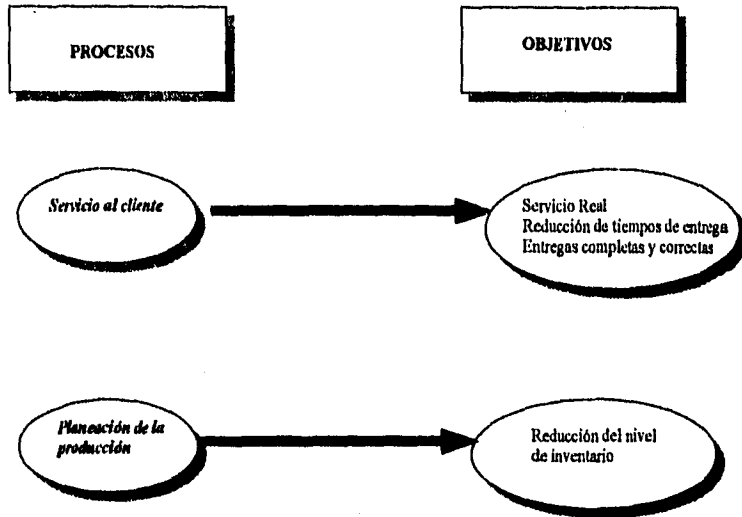 PROCESOS
OBJETIVOS
Servicio al cliente
Servicio Real
Reducción de tiempos de entrega
Entregas completas y correctas
Planeación de la
producción
Reducción del nivel
de inventario